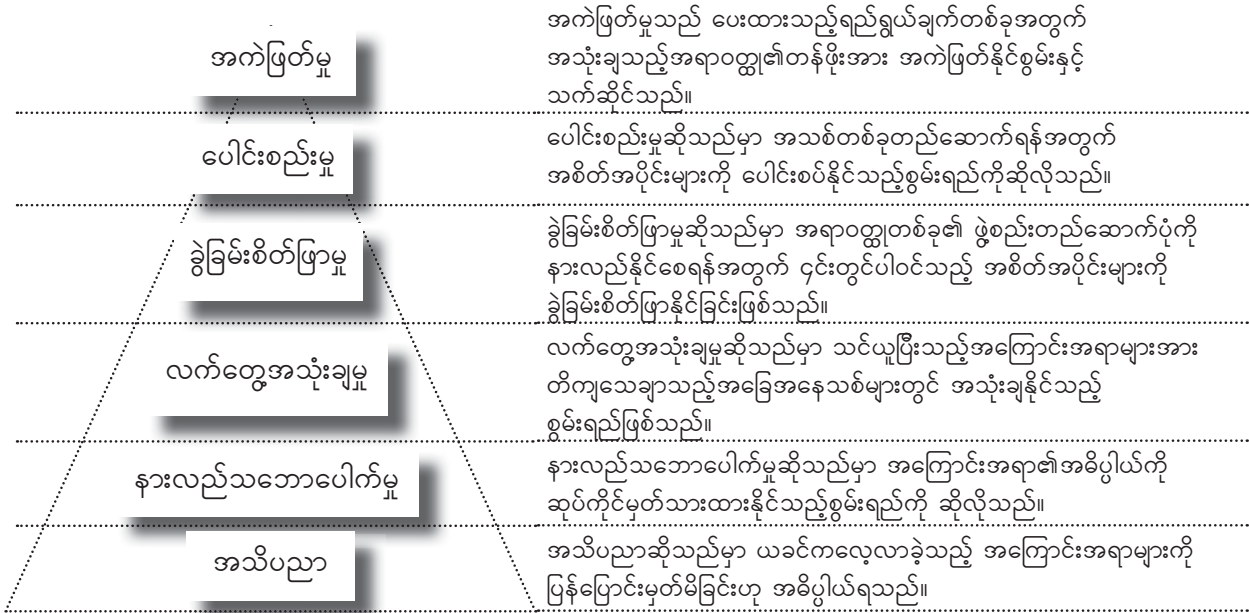 အကဲဖြတ်မှု
အကဲဖြတ်မှုသည် ပေးထားသည့်ရည်ရွယ်ချက်တစ်ခုအတွက်
အသုံးချသည့်အရာဝတ္ထု၏တန်ဖိုးအား အကဲဖြတ်နိုင်စွမ်းနှင့်
သက်ဆိုင်သည်။
ပေါင်းစည်းမှု
ပေါင်းစည်းမှုဆိုသည်မှာ အသစ်တစ်ခုတည်ဆောက်ရန်အတွက်
အစိတ်အပိုင်းများကို ပေါင်းစပ်နိုင်သည့်စွမ်းရည်ကိုဆိုလိုသည်။
ခွဲခြမ်းစိတ်ဖြာမှု
ခွဲခြမ်းစိတ်ဖြာမှုဆိုသည်မှာ အရာဝတ္ထုတစ်ခု၏ ဖွဲ့စည်းတည်ဆောက်ပုံကို
နားလည်နိုင်စေရန်အတွက် ၄င်းတွင်ပါဝင်သည့် အစိတ်အပိုင်းများကို
ခွဲခြမ်းစိတ်ဖြာနိုင်ခြင်းဖြစ်သည်။
လက်တွေ့အသုံးချမှု
လက်တွေ့အသုံးချမှုဆိုသည်မှာ သင်ယူပြီးသည့်အကြောင်းအရာများအား
တိကျသေချာသည့်အခြေအနေသစ်များတွင် အသုံးချနိုင်သည့်
စွမ်းရည်ဖြစ်သည်။
နားလည်သဘောပေါက်မှု
နားလည်သဘောပေါက်မှုဆိုသည်မှာ အကြောင်းအရာ၏အဓိပ္ပါယ်ကို
ဆုပ်ကိုင်မှတ်သားထားနိုင်သည့်စွမ်းရည်ကို ဆိုလိုသည်။
အသိပညာ
အသိပညာဆိုသည်မှာ ယခင်ကလေ့လာခဲ့သည့် အကြောင်းအရာများကို
ပြန်ပြောင်းမှတ်မိခြင်းဟု အဓိပ္ပါယ်ရသည်။